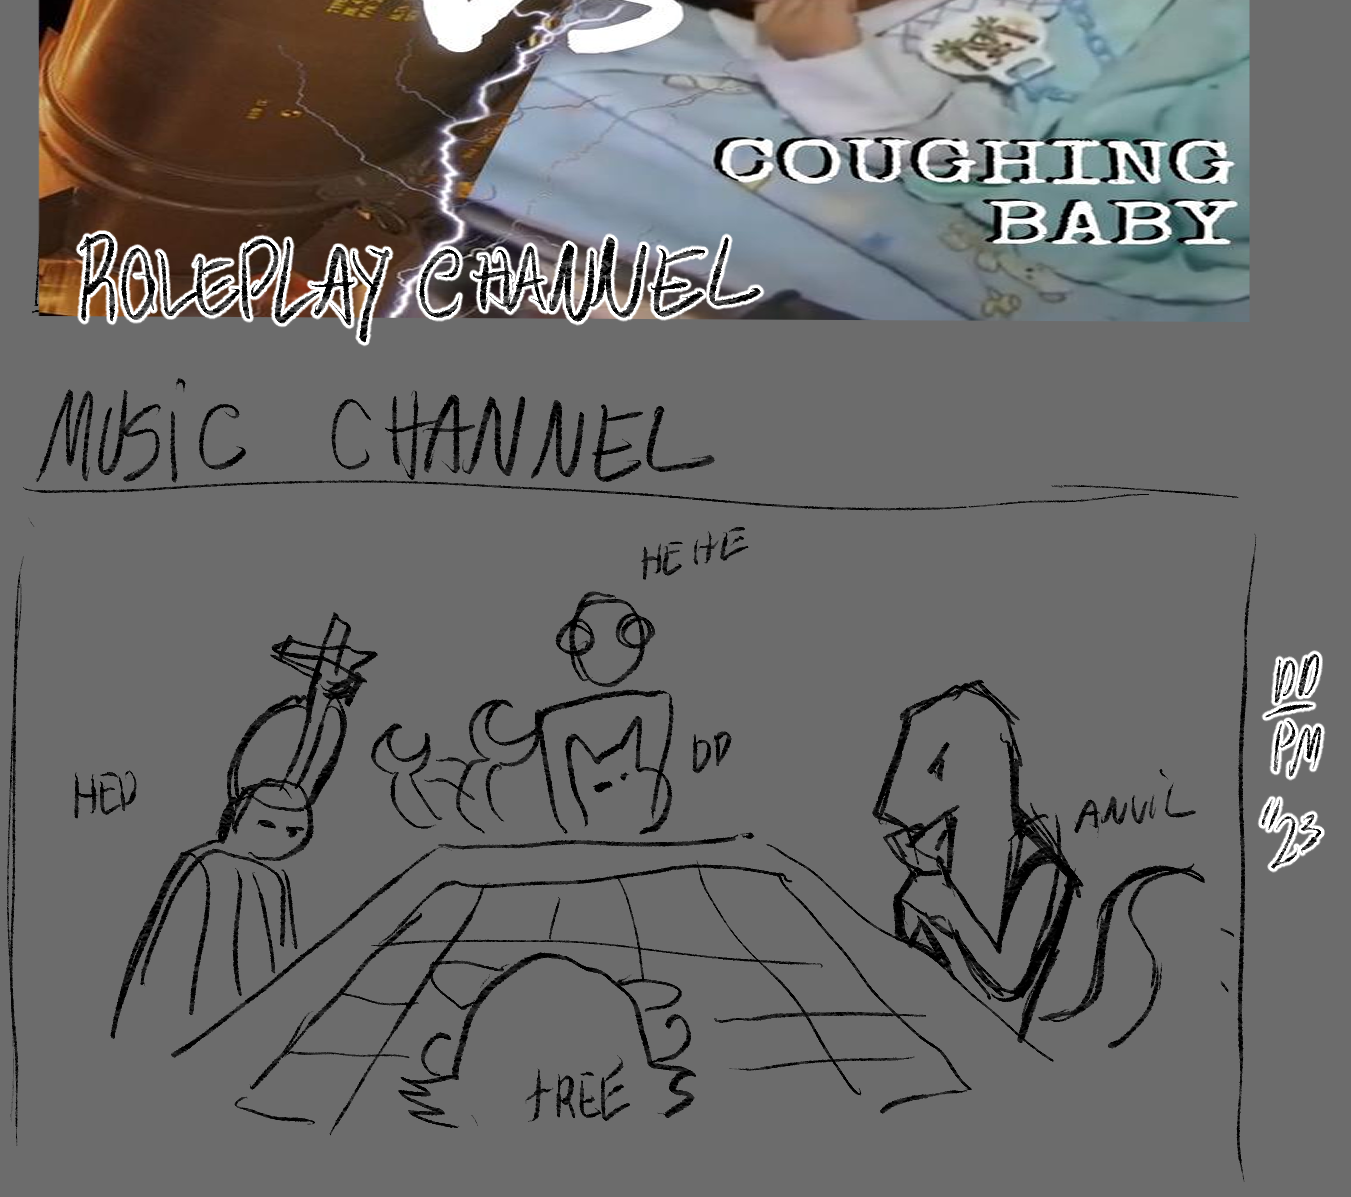 COUGHING
BABY
ROLEPLAY CHANNEL
MUSiC CHANNEL
HEHE
HED
DD
ANViL
tREE
DD
PM
"23